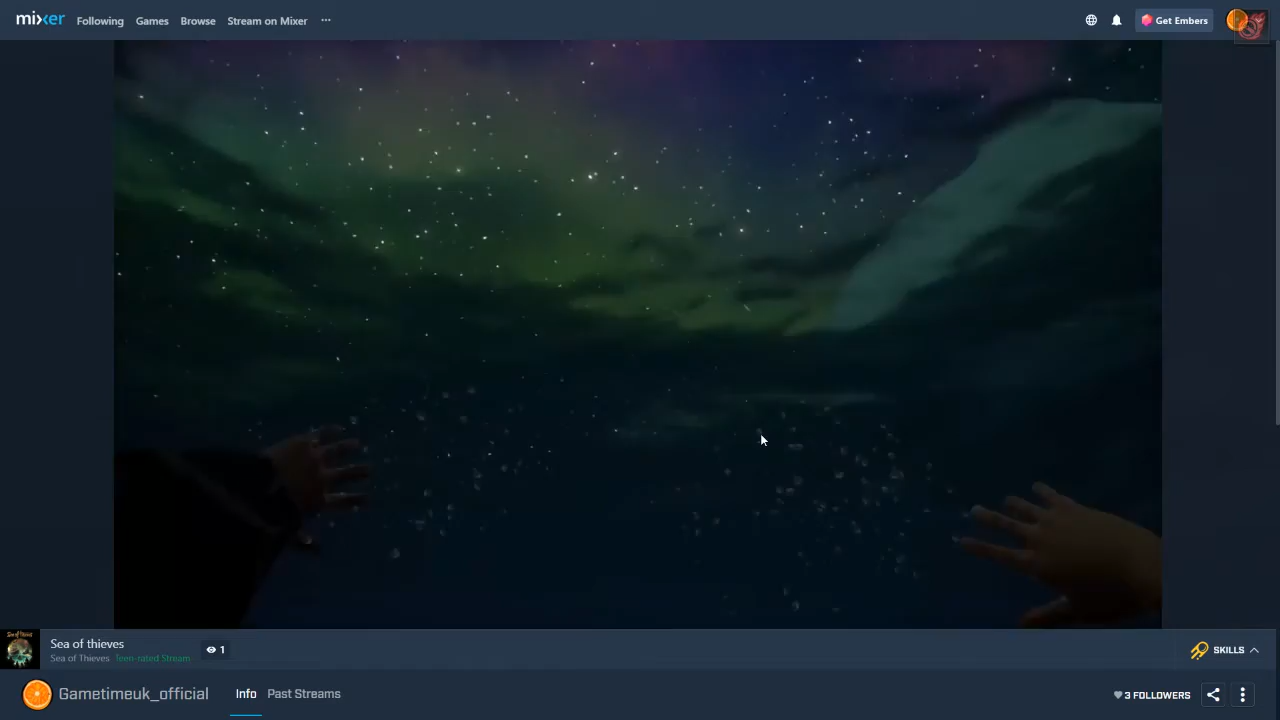 mixer Following Games Browse Stream on Mixer ... Get Embers
Sea of thieves
Sea of Thieves Teen-rated Stream
1
SKILLS
Gametimeuk_official Info Past Streams
3 FOLLOWERS